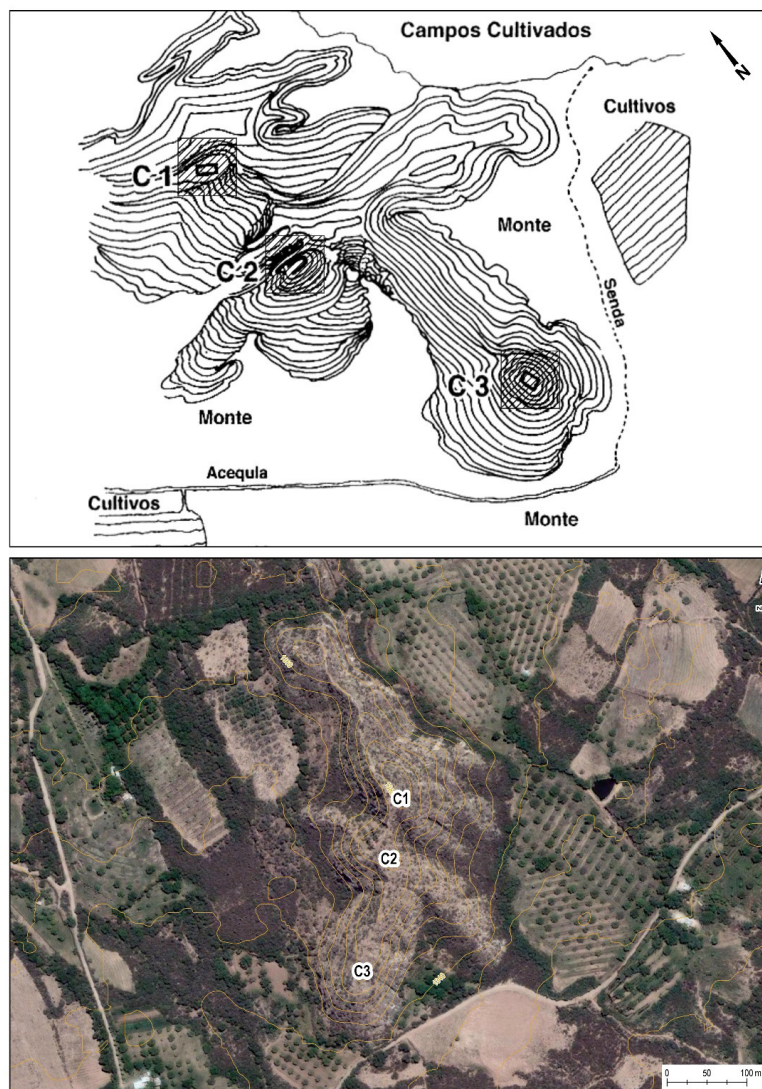 Campos Cultivados
N
Cultivos
C-1
Monte
C-2
Senda
C 3
Monte
Acequia
Cultivos
Monte
C1
C2
C3
0 50 100 m